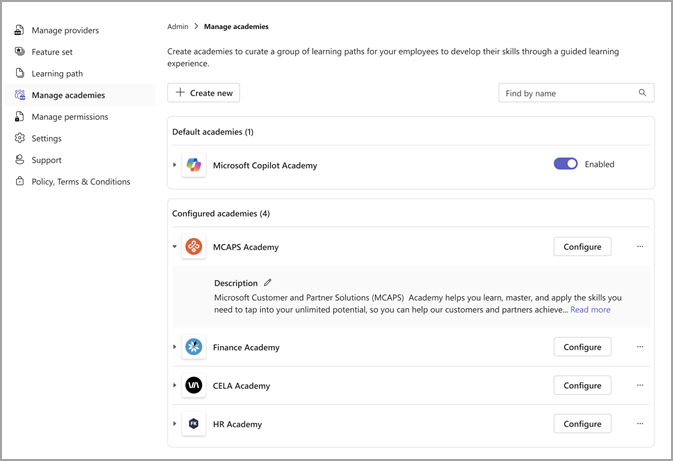 Manage providers
Feature set
Learning path
Manage academies
Manage permissions
Settings
Support
Policy, Terms & Conditions
Admin > Manage academies
Create academies to curate a group of learning paths for your employees to develop their skills through a guided learning
experience.
+ Create new
Find by name
Default academies (1)
Microsoft Copilot Academy
Enabled
Configured academies (4)
MCAPS Academy
Configure
...
Description
Microsoft Customer and Partner Solutions (MCAPS) Academy helps you learn, master, and apply the skills you
need to tap into your unlimited potential, so you can help our customers and partners achieve... Read more
Finance Academy
Configure
...
VA
CELA Academy
Configure
...
FK
HR Academy
Configure
...